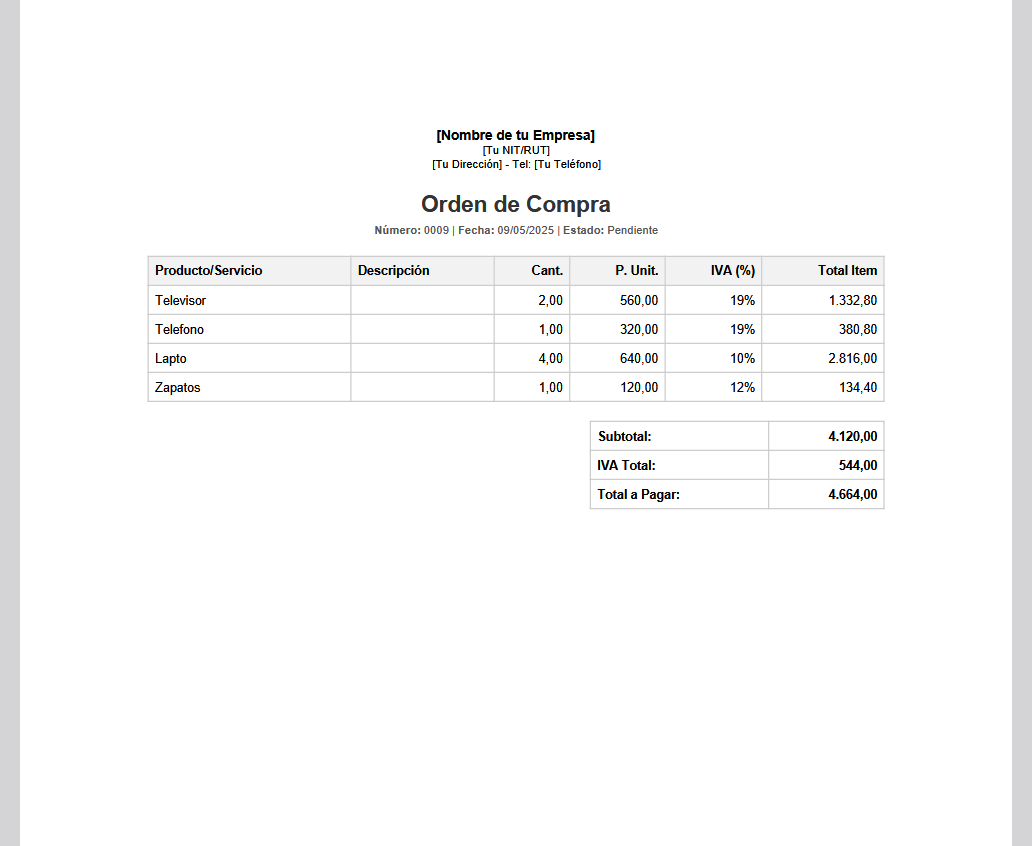 [Nombre de tu Empresa]
[Tu NIT/RUT]
[Tu Dirección] - Tel: [Tu Teléfono]
Orden de Compra
Número: 0009 | Fecha: 09/05/2025 | Estado: Pendiente
Producto/Servicio Descripción Cant. P. Unit. IVA (%) Total Item
Televisor 2,00 560,00 19% 1.332,80
Telefono 1,00 320,00 19% 380,80
Lapto 4,00 640,00 10% 2.816,00
Zapatos 1,00 120,00 12% 134,40
Subtotal: 4.120,00
IVA Total: 544,00
Total a Pagar: 4.664,00